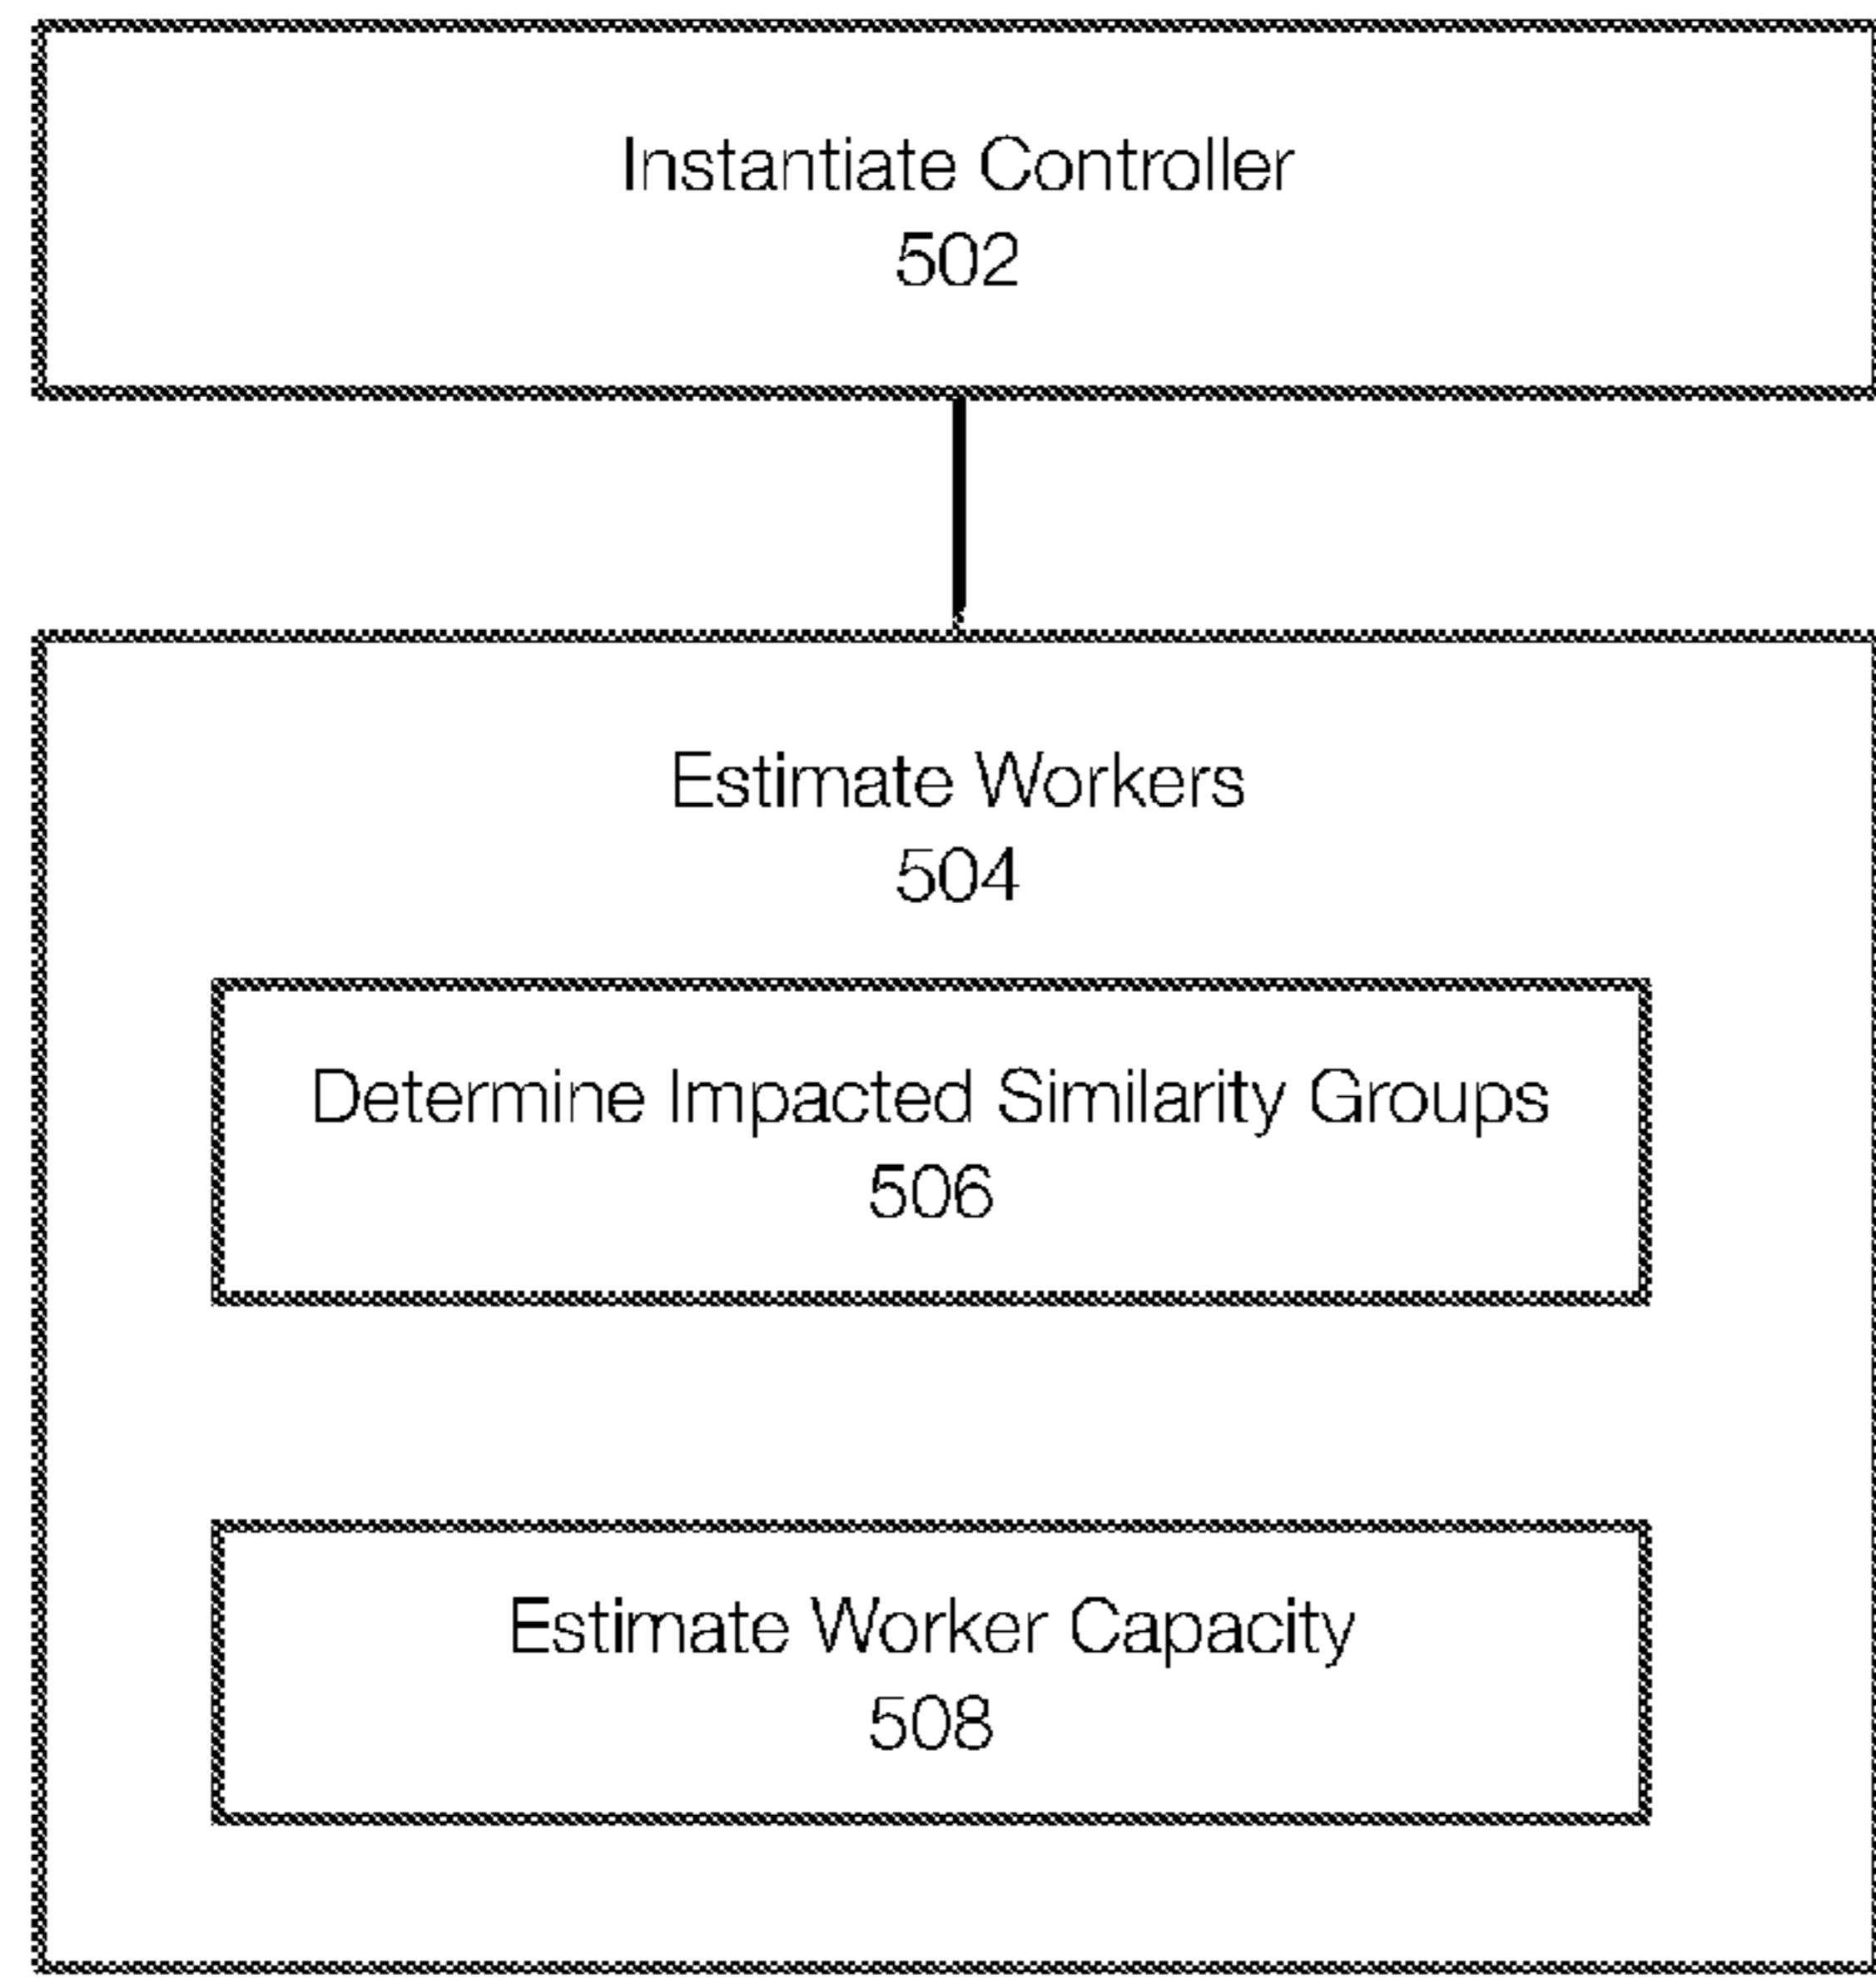 Instantiate Controller
502
Estimate Workers
504
Determine Impacted Similarity Groups
506
Estimate Worker Capacity
508